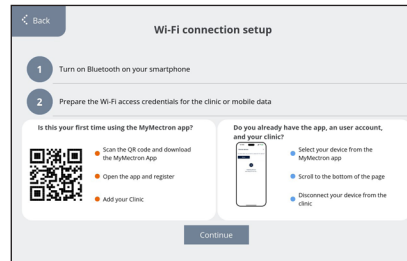 Back
Wi-Fi connection setup
1
Turn on Bluetooth on your smartphone
2
Prepare the Wi-Fi access credentials for the clinic or mobile data
Is this your first time using the MyMectron app?
Scan the QR code and download
the MyMectron App
Open the app and register
Add your Clinic
Do you already have the app, an user account,
and your clinic?
Select your device from the
MyMectron app
Scroll to the bottom of the page
Disconnect your device from the
clinic
Continue